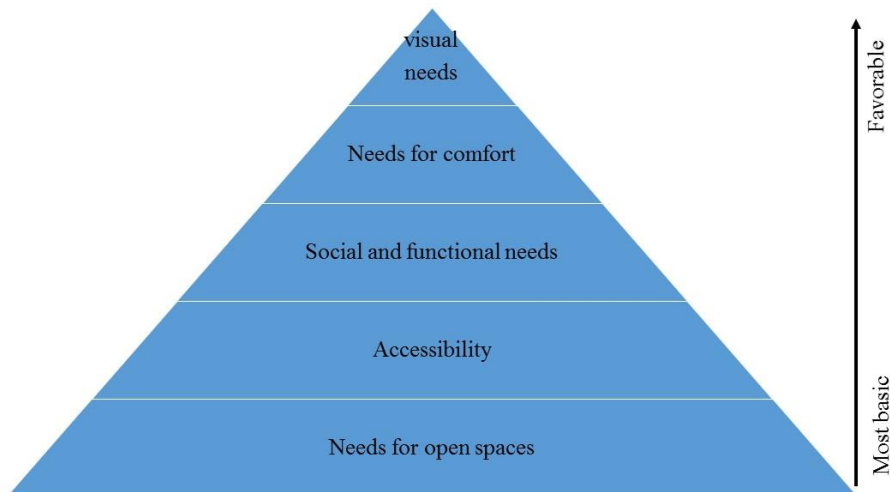 visual
needs
Needs for comfort
Social and functional needs
Accessibility
Needs for open spaces
Favorable
Most basic